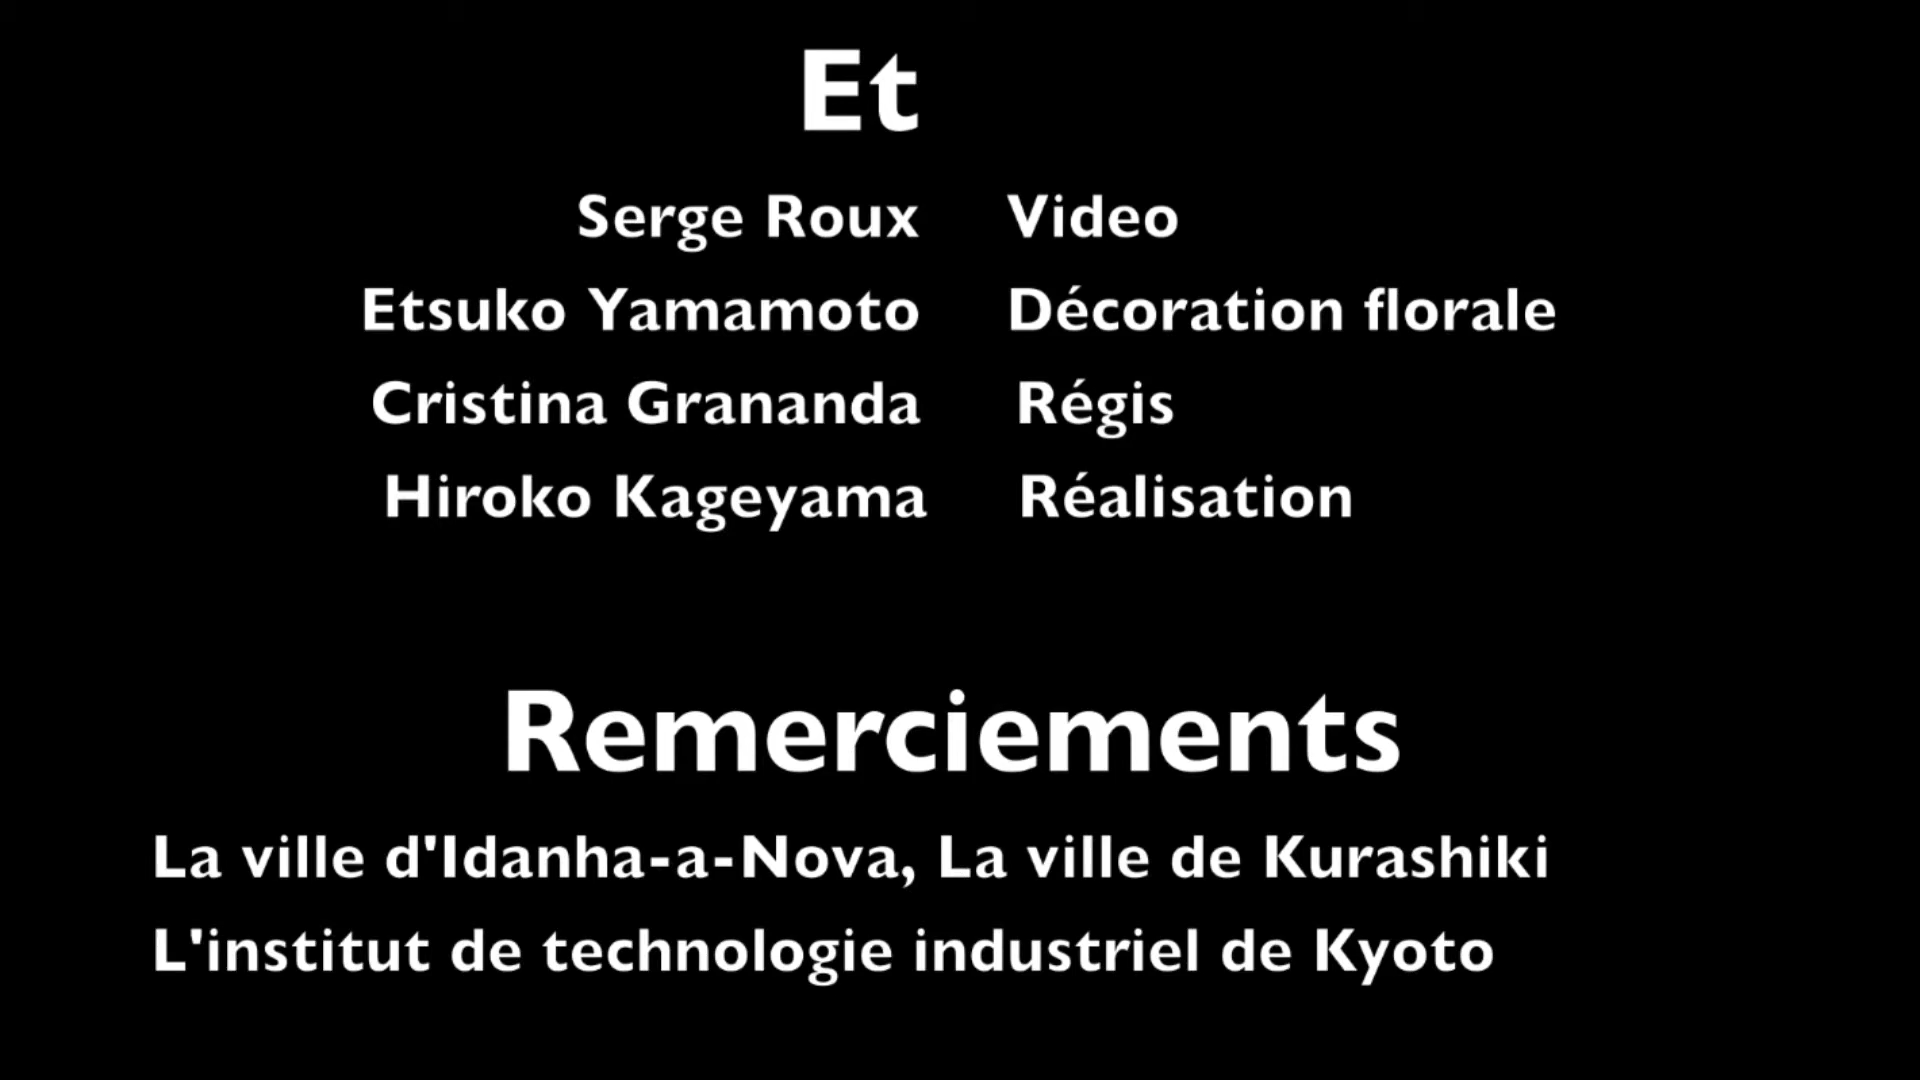 Et
Serge Roux Video
Etsuko Yamamoto Décoration florale
Cristina Grananda Régis
Hiroko Kageyama Réalisation
Remerciements
La ville d'Idanha-a-Nova, La ville de Kurashiki
L'institut de technologie industriel de Kyoto